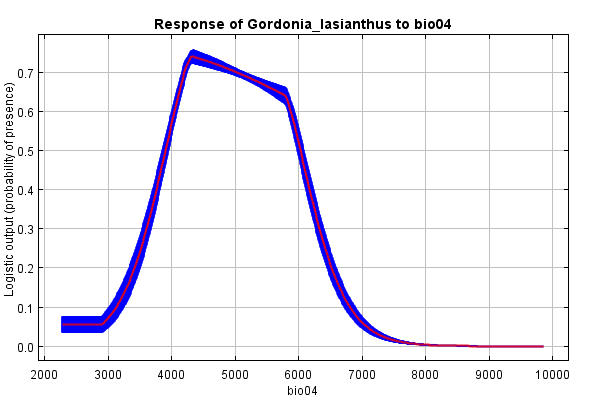 Response of Gordonia_lasianthus to bio04
Logistic output (probability of presence)
0.7
0.6
0.5
0.4
0.3
0.2
0.1
0.0
2000 3000 4000 5000 6000 7000 8000 9000 10000
bio04